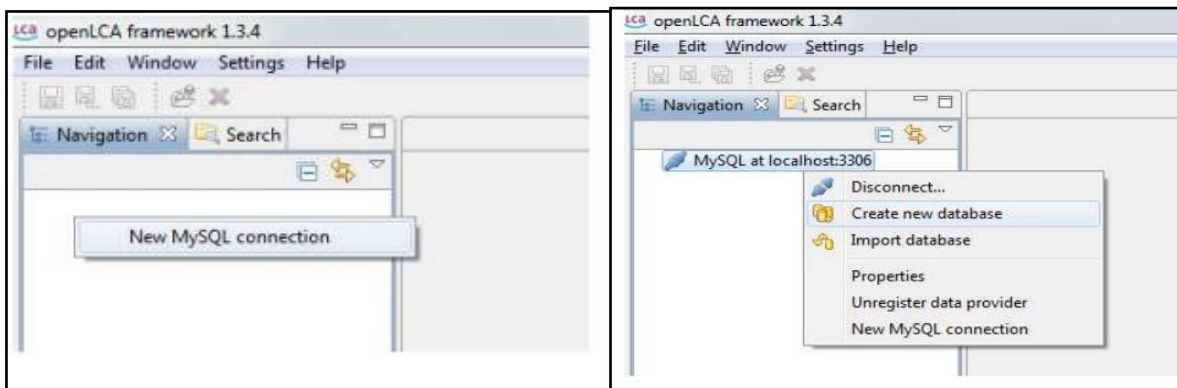 LCa openLCA framework 1.3.4
File Edit Window Settings Help
Navigation Search
New MySQL connection
LCa openLCA framework 1.3.4
File Edit Window Settings Help
Navigation Search
MySQL at localhost:3306
Disconnect...
Create new database
Import database
Properties
Unregister data provider
New MySQL connection